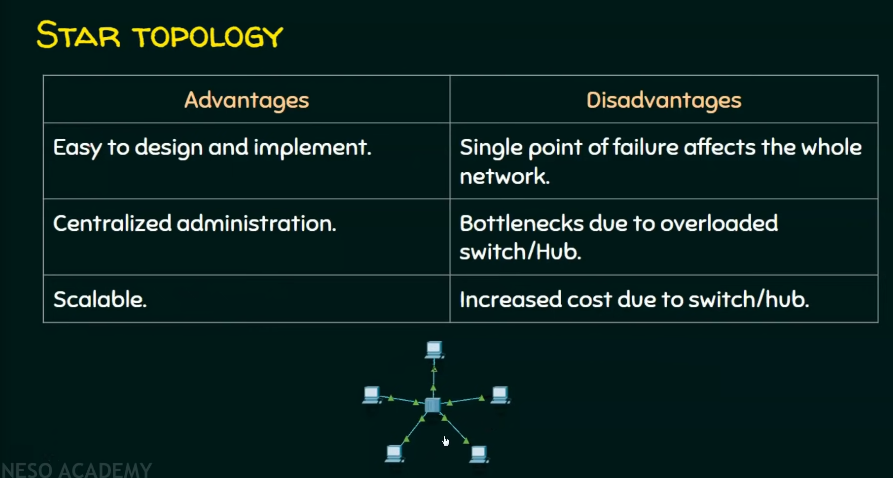 STAR TOPOLOGY
Advantages
Disadvantages
Easy to design and implement.
Single point of failure affects the whole
network.
Centralized administration.
Bottlenecks due to overloaded
switch/Hub.
Scalable.
Increased cost due to switch/hub.
NESO ACADEMY